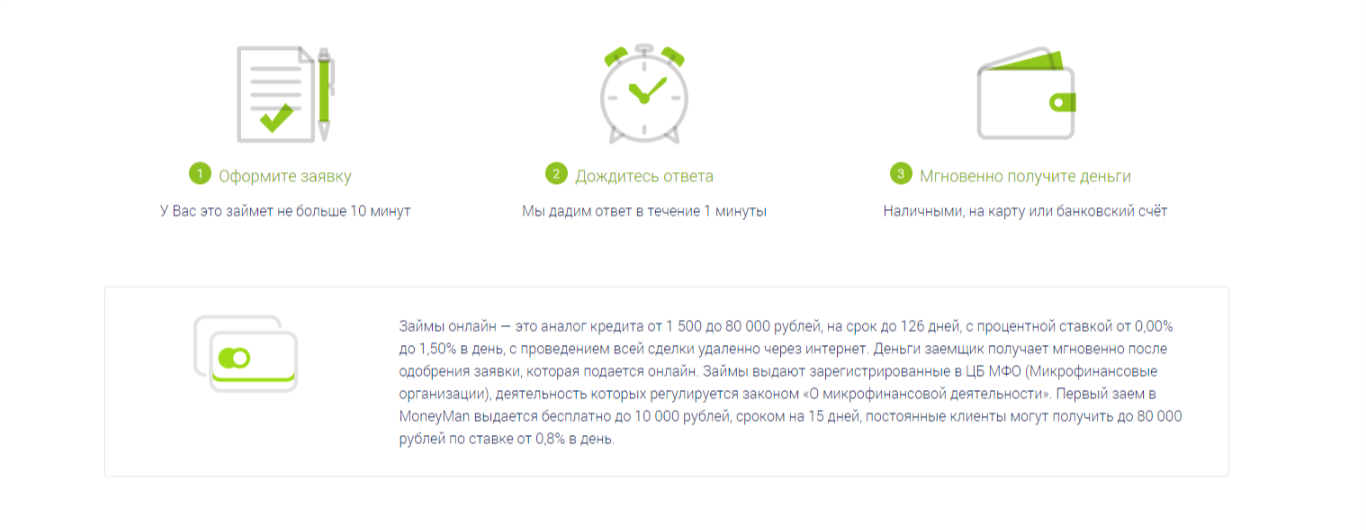 1 Оформите заявку
У Вас это займет не больше 10 минут
2 Дождитесь ответа
Мы дадим ответ в течение 1 минуты
3 Мгновенно получите деньги
Наличными, на карту или банковский счёт
Займы онлайн — это аналог кредита от 1 500 до 80 000 рублей, на срок до 126 дней, с процентной ставкой от 0,00%
до 1,50% в день, с проведением всей сделки удаленно через интернет. Деньги заемщик получает мгновенно после
одобрения заявки, которая подается онлайн. Займы выдают зарегистрированные в ЦБ МФО (Микрофинансовые
организации), деятельность которых регулируется законом «О микрофинансовой деятельности». Первый заем в
MoneyMan выдается бесплатно до 10 000 рублей, сроком на 15 дней, постоянные клиенты могут получить до 80 000
рублей по ставке от 0,8% в день.